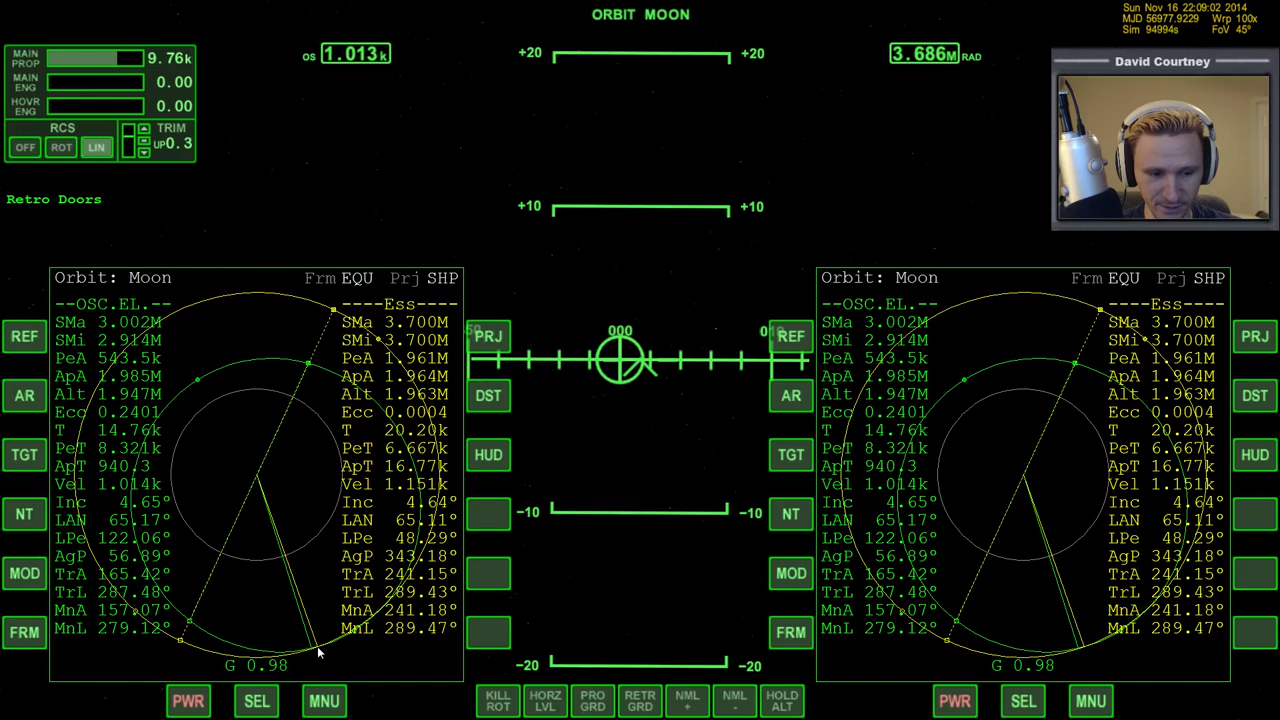 ORBIT MOON
Sun Nov 16 22:09:02 2014
MJD 56977.9229 Wrp 100x
Sim 94994s FoV 45°
MAIN PROP 9.76k
MAIN ENG 0.00
HOVR ENG 0.00
RCS TRIM
OFF ROT LIN UP0.3
OS 1.013k
3.686M RAD
+20 +20
David Courtney
Retro Doors
+10 +10
000
-10 -10
-20 -20
Orbit: Moon Frm EQU Prj SHP
--OSC.EL.-- ----Ess----
SMa 3.002M SMa 3.700M
SMi 2.914M SMi 3.700M
PeA 543.5k PeA 1.961M
ApA 1.985M ApA 1.964M
Alt 1.947M Alt 1.963M
Ecc 0.2401 Ecc 0.0004
T 14.76k T 20.20k
PeT 8.321k PeT 6.667k
ApT 940.3 ApT 16.77k
Vel 1.014k Vel 1.151k
Inc 4.65° Inc 4.64°
LAN 65.17° LAN 65.11°
LPe 122.06° LPe 48.29°
AgP 56.89° AgP 343.18°
TrA 165.42° TrA 241.15°
TrL 287.48° TrL 289.43°
MnA 157.07° MnA 241.18°
MnL 279.12° MnL 289.47°
G 0.98
REF
AR
TGT
NT
MOD
FRM
PRJ
DST
HUD
PWR SEL MNU
KILL ROT
HORZ LVL
PRO GRD
RETR GRD
NML +
NML -
HOLD ALT
Orbit: Moon Frm EQU Prj SHP
--OSC.EL.-- ----Ess----
SMa 3.002M SMa 3.700M
SMi 2.914M SMi 3.700M
PeA 543.5k PeA 1.961M
ApA 1.985M ApA 1.964M
Alt 1.947M Alt 1.963M
Ecc 0.2401 Ecc 0.0004
T 14.76k T 20.20k
PeT 8.321k PeT 6.667k
ApT 940.3 ApT 16.77k
Vel 1.014k Vel 1.151k
Inc 4.65° Inc 4.64°
LAN 65.17° LAN 65.11°
LPe 122.06° LPe 48.29°
AgP 56.89° AgP 343.18°
TrA 165.42° TrA 241.15°
TrL 287.48° TrL 289.43°
MnA 157.07° MnA 241.18°
MnL 279.12° MnL 289.47°
G 0.98
REF
AR
TGT
NT
MOD
FRM
PRJ
DST
HUD
PWR SEL MNU